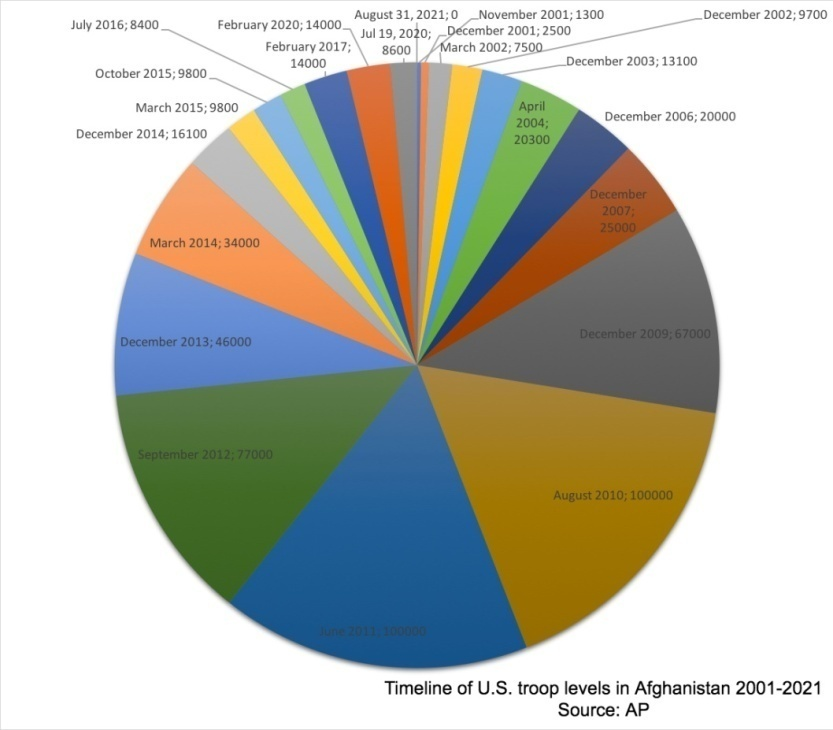 August 31, 2021; 0
November 2001; 1300
December 2001; 2500
March 2002; 7500
December 2002; 9700
December 2003; 13100
April
2004;
20300
December 2006; 20000
December
2007;
25000
December 2009; 67000
August 2010; 100000
June 2011; 100000
September 2012; 77000
December 2013; 46000
March 2014; 34000
December 2014; 16100
March 2015; 9800
October 2015; 9800
July 2016; 8400
February 2017;
14000
February 2020; 14000
Jul 19, 2020;
8600
Timeline of U.S. troop levels in Afghanistan 2001-2021
Source: AP